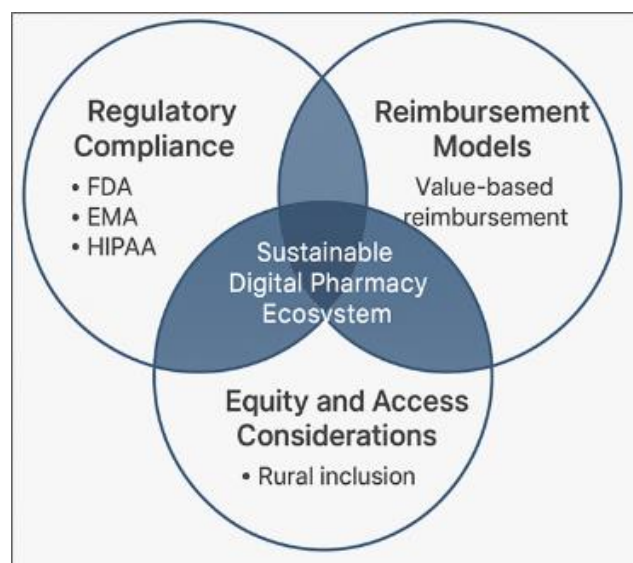 Regulatory
Compliance
• FDA
• EMA
• HIPAA
Reimbursement
Models
Value-based
reimbursement
Sustainable
Digital Pharmacy
Ecosystem
Equity and Access
Considerations
• Rural inclusion